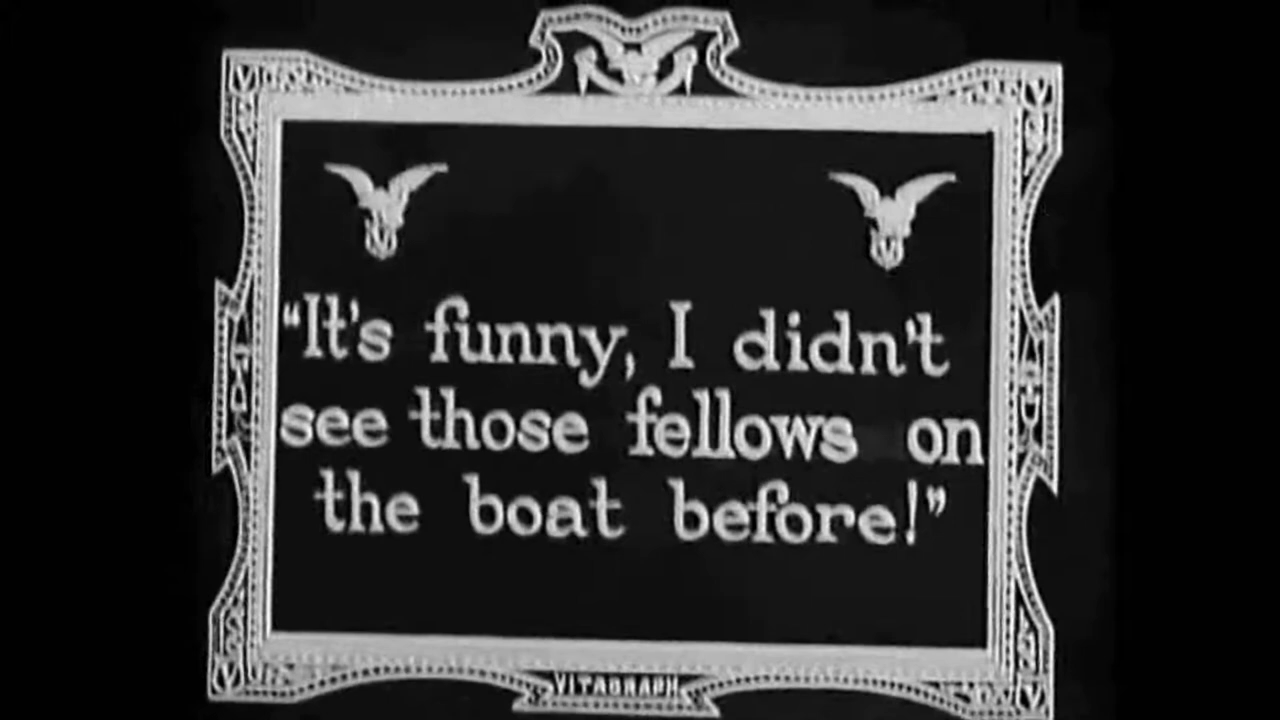 “It's funny, I didn't
see those fellows on
the boat before!”
VITAGRAPH